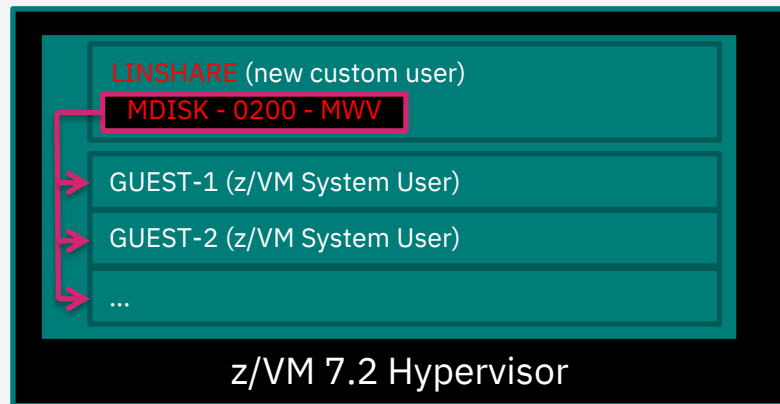 LINSHARE (new custom user)
MDISK - 0200 - MWV
GUEST-1 (z/VM System User)
GUEST-2 (z/VM System User)
...
z/VM 7.2 Hypervisor